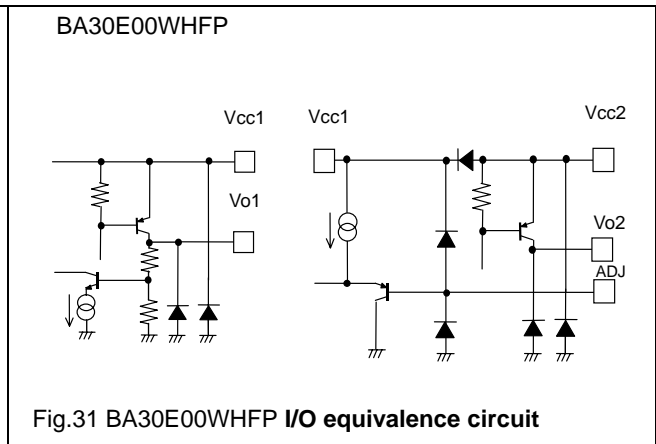 BA30E00WHFP
Vcc1
Vo1
Vcc1
Vcc2
Vo2
ADJ
Fig.31 BA30E00WHFP I/O equivalence circuit